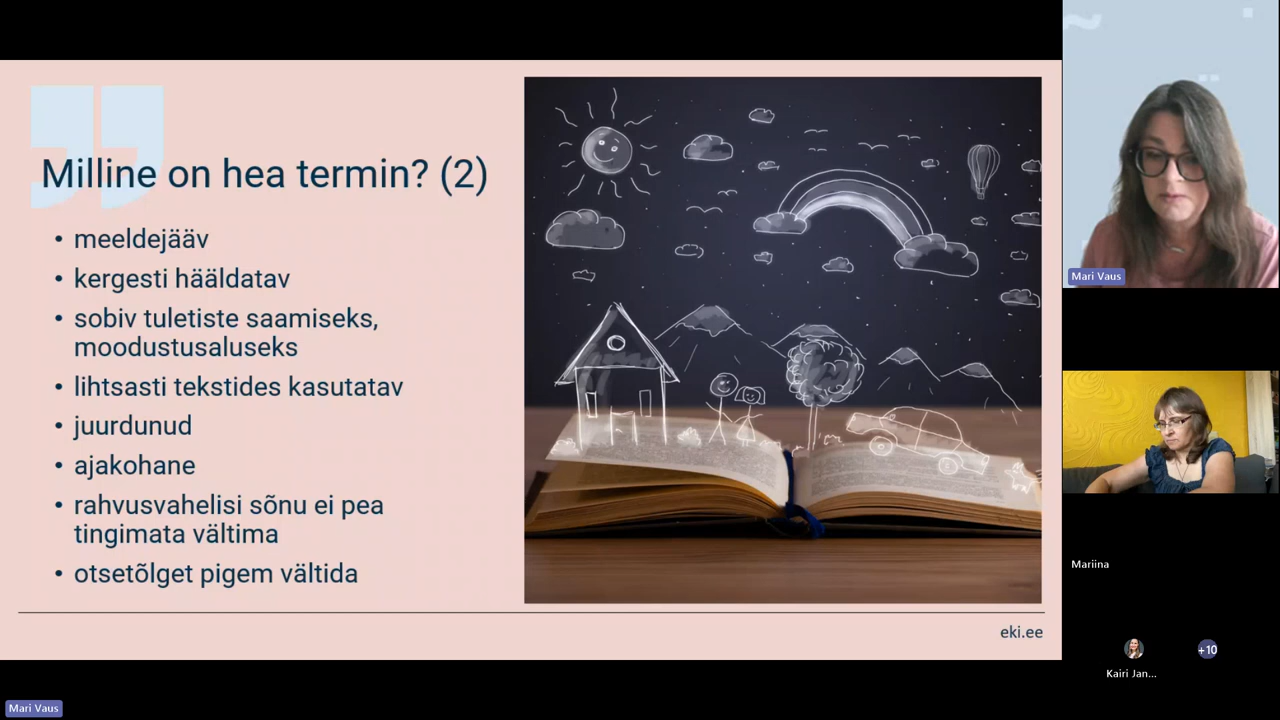 Milline on hea termin? (2)
• meeldejääv
• kergesti hääldatav
• sobiv tuletiste saamiseks,
moodustusaluseks
• lihtsasti tekstides kasutatav
• juurdunud
• ajakohane
• rahvusvahelisi sõnu ei pea
tingimata vältima
• otsetõlget pigem vältida
eki.ee
Mari Vaus
Mari Vaus
Mariina
Kairi Jan...
+10